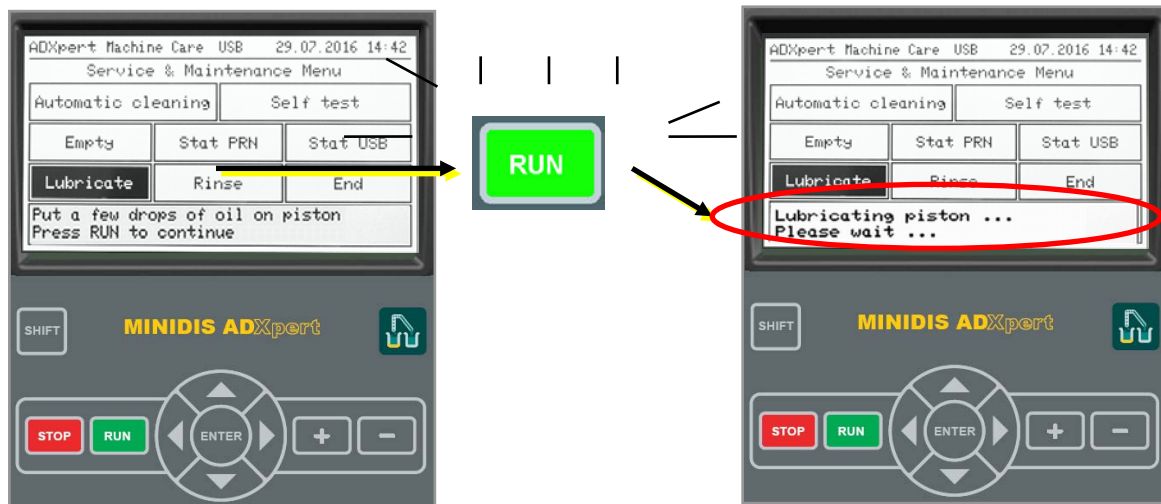 ADXpert Machine Care USB 29.07.2016 14:42
Service & Maintenance Menu
Automatic cleaning Self test
Empty Stat PRN Stat USB
Lubricate Rinse End
Put a few drops of oil on piston
Press RUN to continue
SHIFT MINIDIS ADXpert
STOP RUN ENTER + -
RUN
ADXpert Machine Care USB 29.07.2016 14:42
Service & Maintenance Menu
Automatic cleaning Self test
Empty Stat PRN Stat USB
Lubricate Rinse End
Lubricating piston ...
Please wait ...
SHIFT MINIDIS ADXpert
STOP RUN ENTER + -